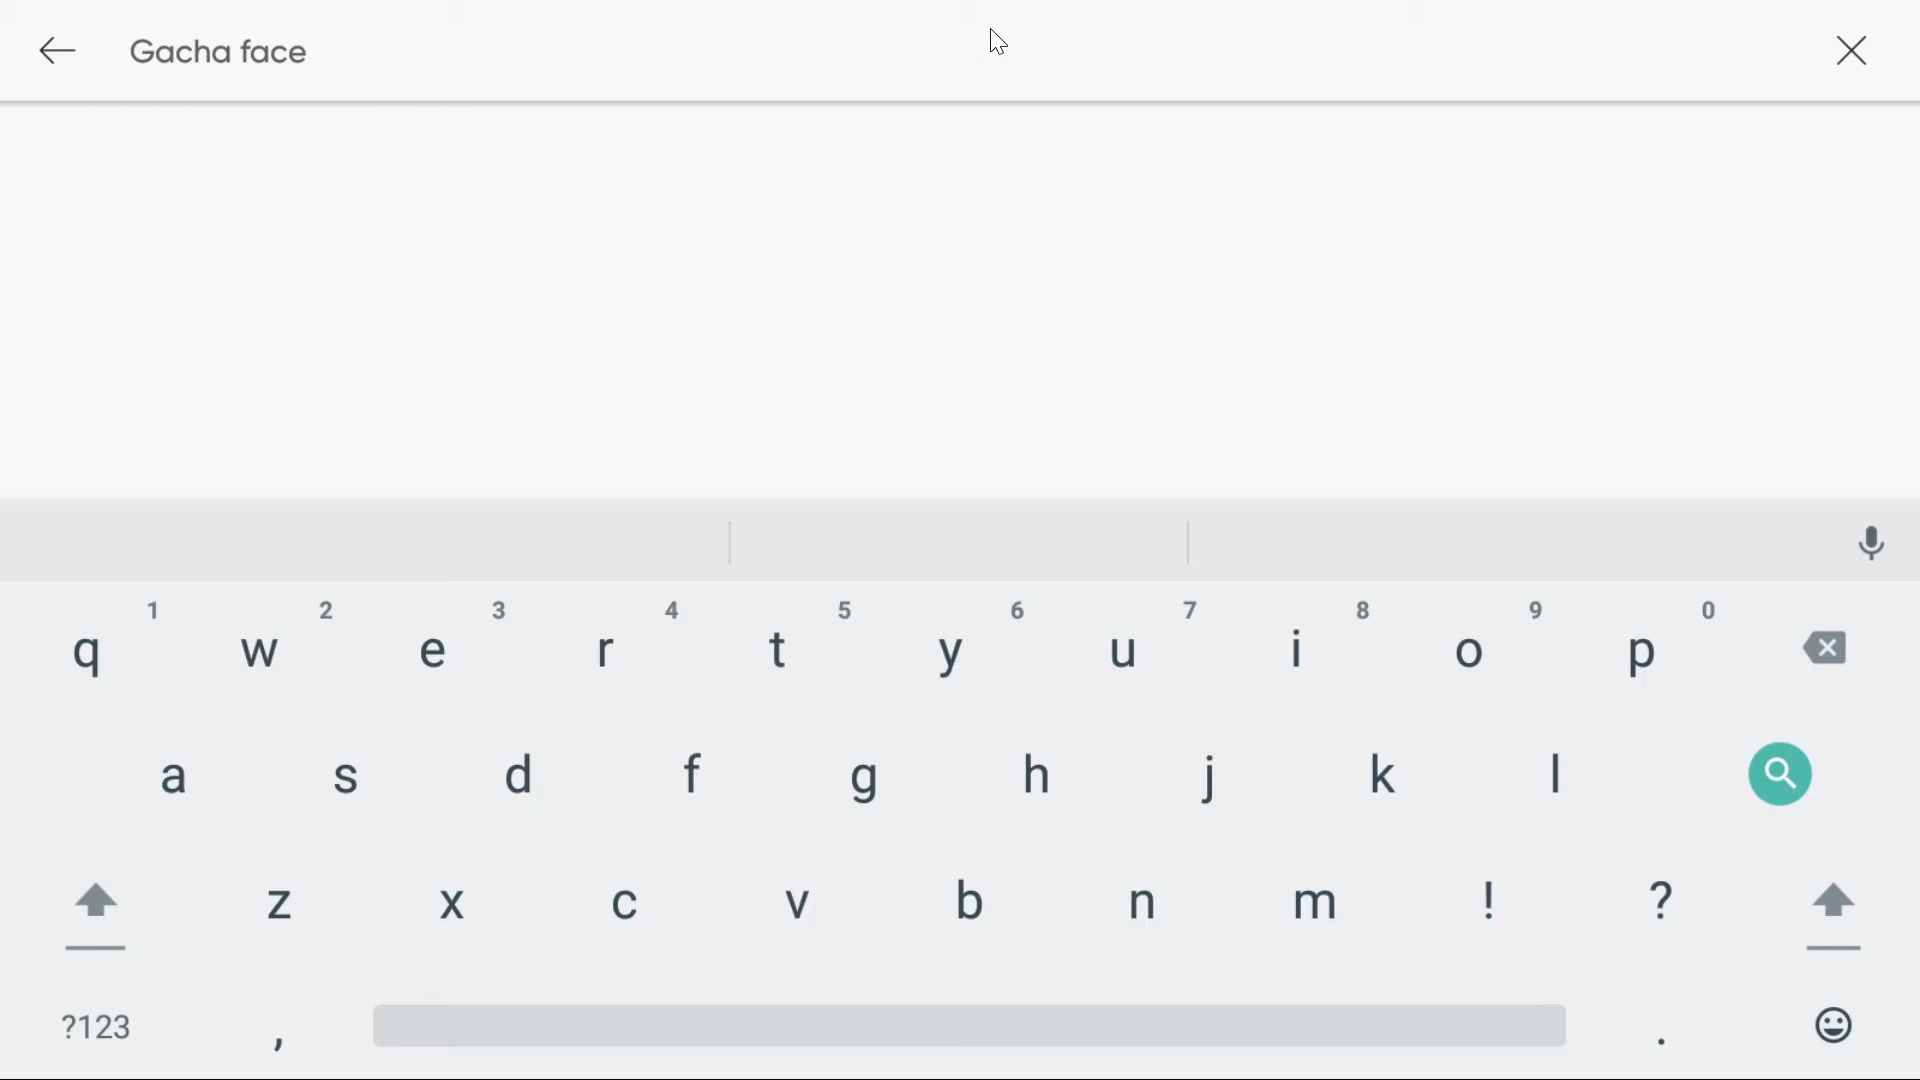 Gacha face
1 2 3 4 5 6 7 8 9 0
q w e r t y u i o p
a s d f g h j k l
z x c v b n m ! ?
?123 , .